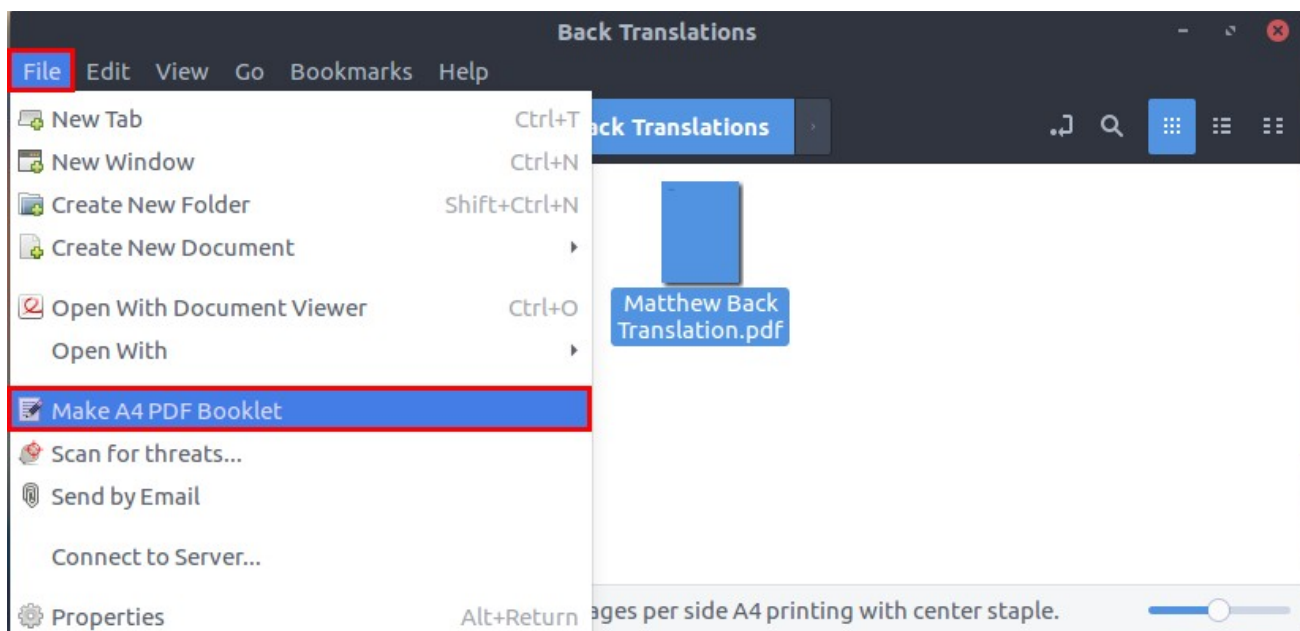 Back Translations
File Edit View Go Bookmarks Help
New Tab Ctrl+T
ack Translations
New Window Ctrl+N
Create New Folder Shift+Ctrl+N
Create New Document
Open With Document Viewer Ctrl+O
Matthew Back
Translation.pdf
Open With
Make A4 PDF Booklet
Scan for threats...
Send by Email
Connect to Server...
Properties Alt+Return
ages per side A4 printing with center staple.